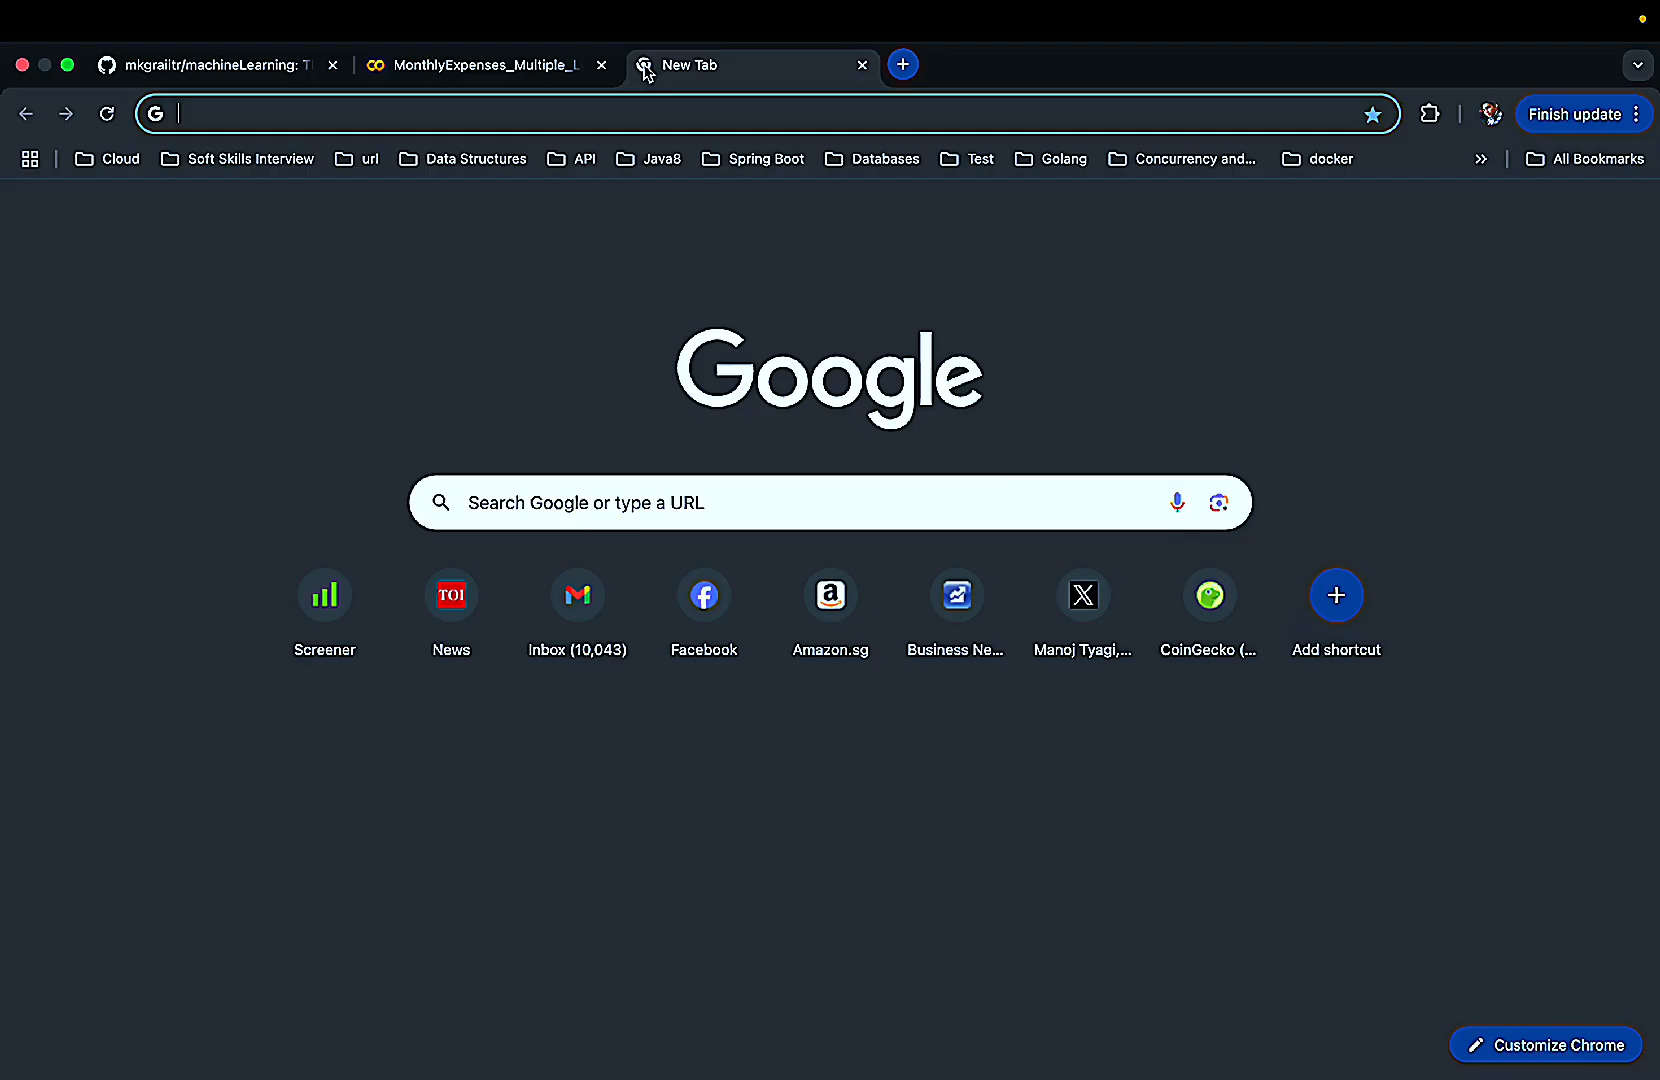 mkgrailtr/machineLearning: T
MonthlyExpenses_Multiple_L
New Tab
Finish update
Cloud
Soft Skills Interview
url
Data Structures
API
Java8
Spring Boot
Databases
Test
Golang
Concurrency and...
docker
All Bookmarks
Google
Search Google or type a URL
TOI
Screener
News
Inbox (10,043)
Facebook
Amazon.sg
Business Ne...
Manoj Tyagi,...
CoinGecko (...
Add shortcut
Customize Chrome